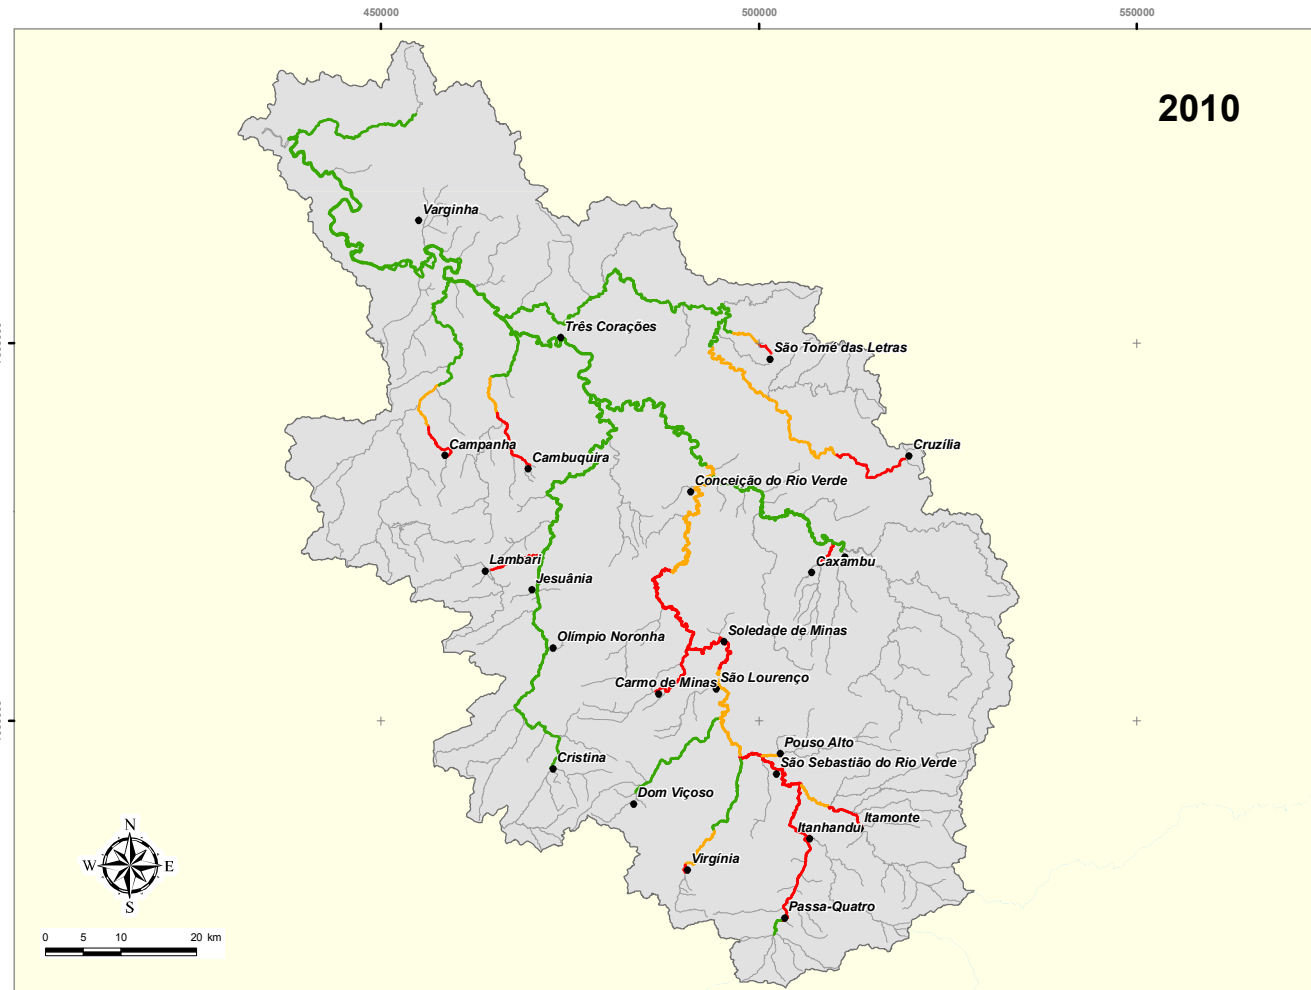 450000
500000
550000
2010
Varginha
Três Corações
São Tomé das Letras
Campanha
Cambuquira
Cruzília
Conceição do Rio Verde
Lambari
Caxambu
Jesuânia
Soledade de Minas
Olímpio Noronha
Carmo de Minas
São Lourenço
Pouso Alto
Cristina
São Sebastião do Rio Verde
Dom Viçoso
Itamonte
Itanhandu
Virgínia
Passa-Quatro
N
W
E
S
0 5 10 20 km